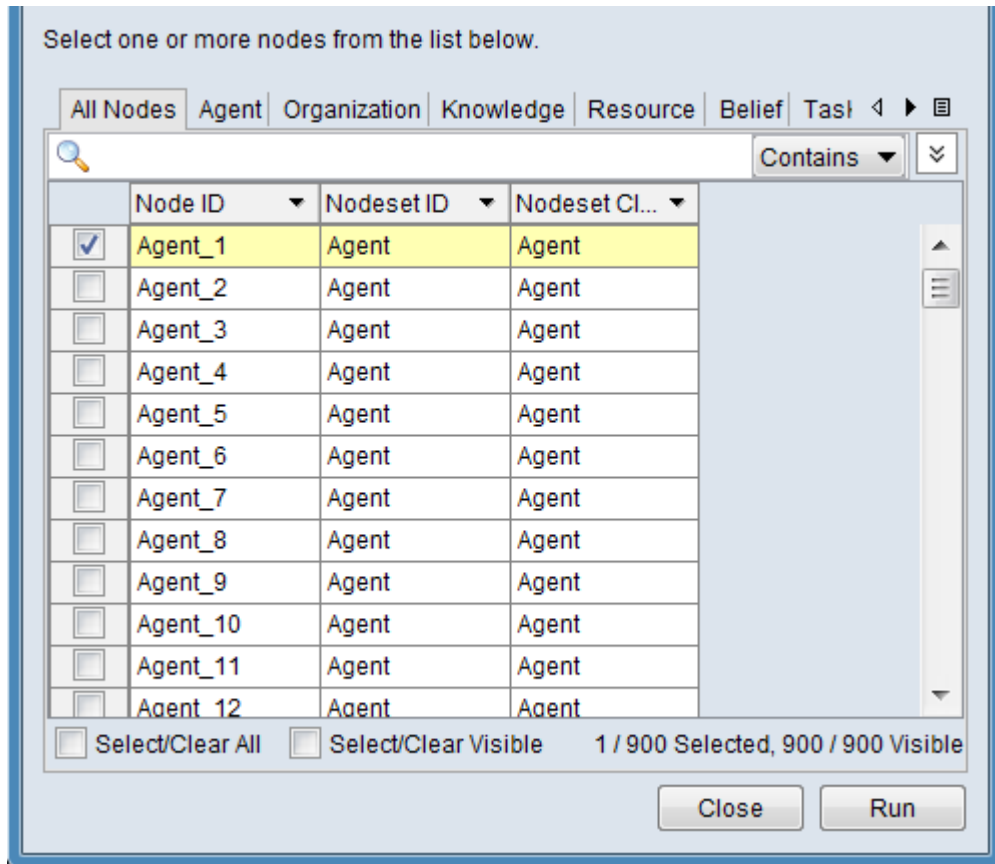 Select one or more nodes from the list below.
All Nodes Agent Organization Knowledge Resource Belief
Contains
Node ID Nodeset ID Nodeset Cl...
Agent_1 Agent Agent
Agent_2 Agent Agent
Agent_3 Agent Agent
Agent_4 Agent Agent
Agent_5 Agent Agent
Agent_6 Agent Agent
Agent_7 Agent Agent
Agent_8 Agent Agent
Agent_9 Agent Agent
Agent_10 Agent Agent
Agent_11 Agent Agent
Agent_12 Agent Agent
Select/Clear All Select/Clear Visible 1 / 900 Selected, 900 / 900 Visible
Close Run